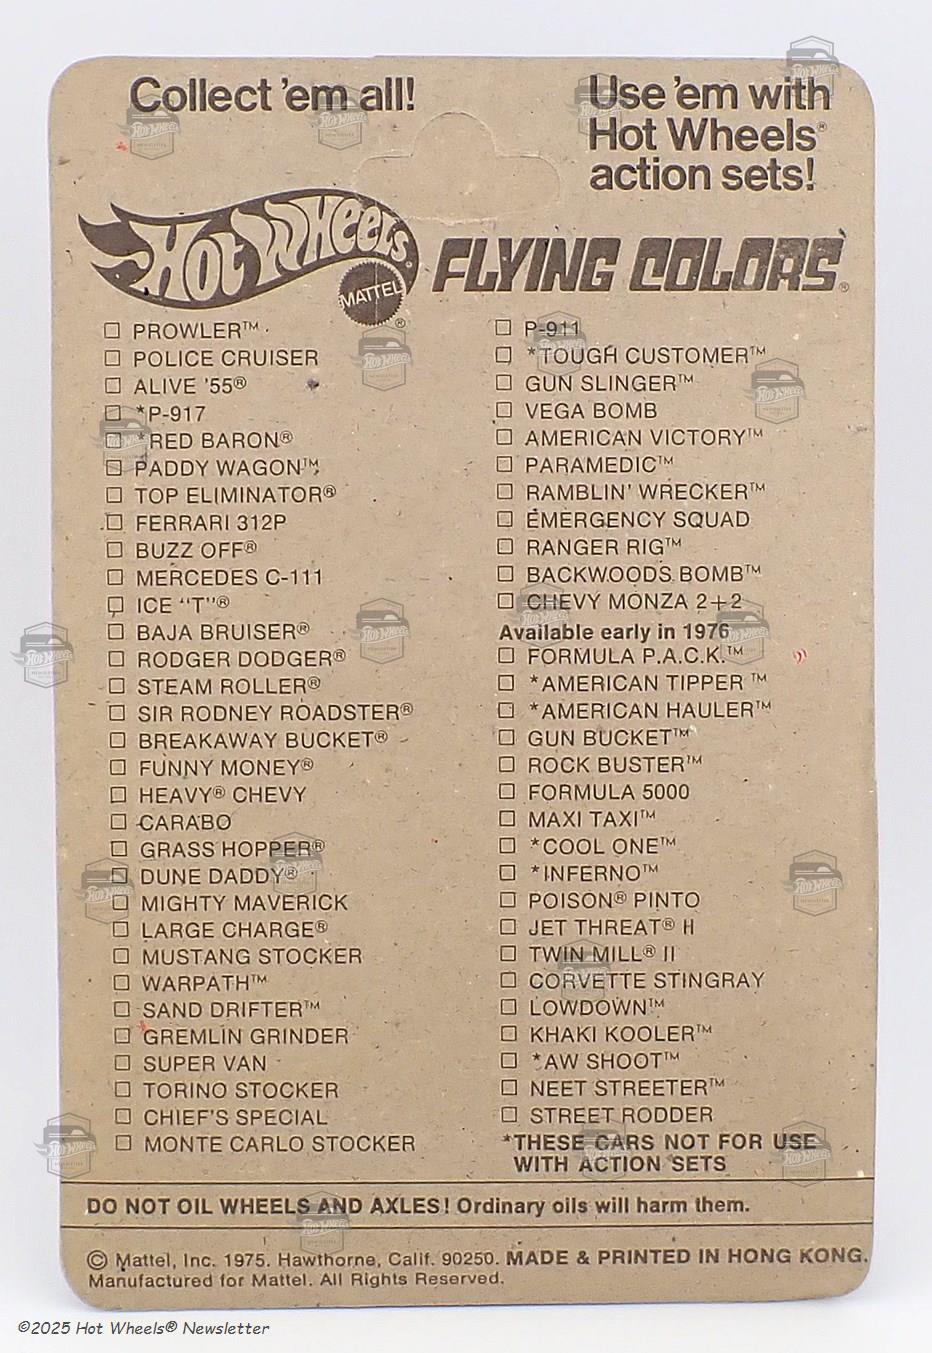 Collect 'em all!
Use 'em with
Hot Wheels®
action sets!
Hot Wheels®
MATTEL®
FLYING COLORS®
☐ PROWLER™
☐ POLICE CRUISER
☐ ALIVE '55®
☐ *P-917
☐ *RED BARON®
☐ PADDY WAGON™
☐ TOP ELIMINATOR®
☐ FERRARI 312P
☐ BUZZ OFF®
☐ MERCEDES C-111
☐ ICE "T"®
☐ BAJA BRUISER®
☐ RODGER DODGER®
☐ STEAM ROLLER®
☐ SIR RODNEY ROADSTER®
☐ BREAKAWAY BUCKET®
☐ FUNNY MONEY®
☐ HEAVY® CHEVY
☐ CARABO
☐ GRASS HOPPER®
☐ DUNE DADDY®
☐ MIGHTY MAVERICK
☐ LARGE CHARGE®
☐ MUSTANG STOCKER
☐ WARPATH™
☐ SAND DRIFTER™
☐ GREMLIN GRINDER
☐ SUPER VAN
☐ TORINO STOCKER
☐ CHIEF'S SPECIAL
☐ MONTE CARLO STOCKER
☐ P-911
☐ *TOUGH CUSTOMER™
☐ GUN SLINGER™
☐ VEGA BOMB
☐ AMERICAN VICTORY™
☐ PARAMEDIC™
☐ RAMBLIN' WRECKER™
☐ EMERGENCY SQUAD
☐ RANGER RIG™
☐ BACKWOODS BOMB™
☐ CHEVY MONZA 2+2
Available early in 1976
☐ FORMULA P.A.C.K.™
☐ *AMERICAN TIPPER™
☐ *AMERICAN HAULER™
☐ GUN BUCKET™
☐ ROCK BUSTER™
☐ FORMULA 5000
☐ MAXI TAXI™
☐ *COOL ONE™
☐ *INFERNO™
☐ POISON® PINTO
☐ JET THREAT® II
☐ TWIN MILL® II
☐ CORVETTE STINGRAY
☐ LOWDOWN™
☐ KHAKI KOOLER™
☐ *AW SHOOT™
☐ NEET STREETER™
☐ STREET RODDER
*THESE CARS NOT FOR USE
WITH ACTION SETS
DO NOT OIL WHEELS AND AXLES! Ordinary oils will harm them.
© Mattel, Inc. 1975. Hawthorne, Calif. 90250. MADE & PRINTED IN HONG KONG.
Manufactured for Mattel. All Rights Reserved.
©2025 Hot Wheels® Newsletter